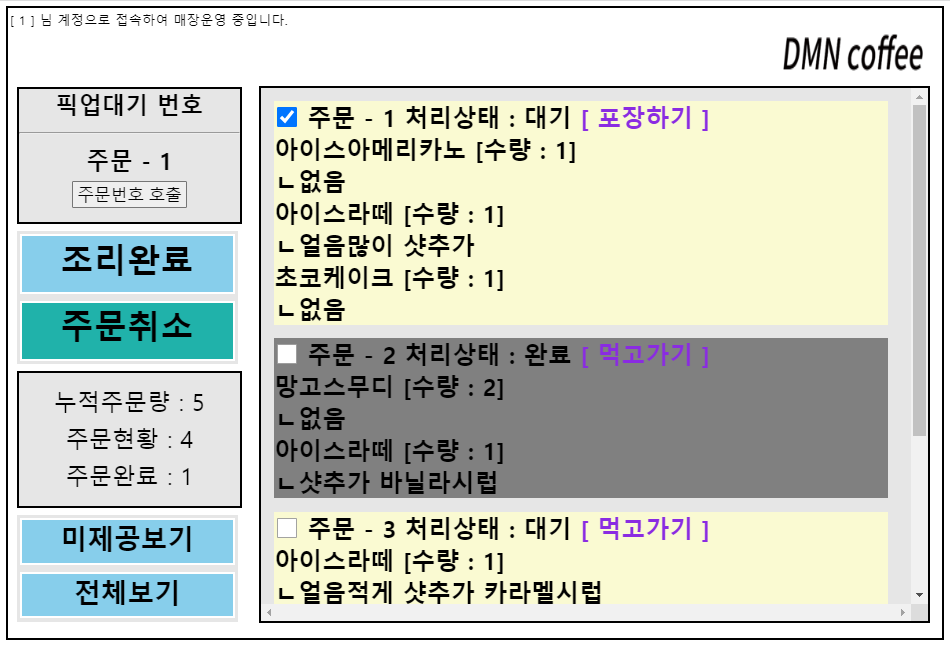 [ 1 ] 님 계정으로 접속하여 매장운영 중입니다.
DMN coffee
픽업대기 번호
주문 - 1
주문번호 호출
조리완료
주문취소
누적주문량 : 5
주문현황 : 4
주문완료 : 1
미제공보기
전체보기
주문 - 1 처리상태 : 대기 [ 포장하기 ]
아이스아메리카노 [수량 : 1]
ㄴ없음
아이스라떼 [수량 : 1]
ㄴ얼음많이 샷추가
초코케이크 [수량 : 1]
ㄴ없음
주문 - 2 처리상태 : 완료 [ 먹고가기 ]
망고스무디 [수량 : 2]
ㄴ없음
아이스라떼 [수량 : 1]
ㄴ샷추가 바닐라시럽
주문 - 3 처리상태 : 대기 [ 먹고가기 ]
아이스라떼 [수량 : 1]
ㄴ얼음적게 샷추가 카라멜시럽